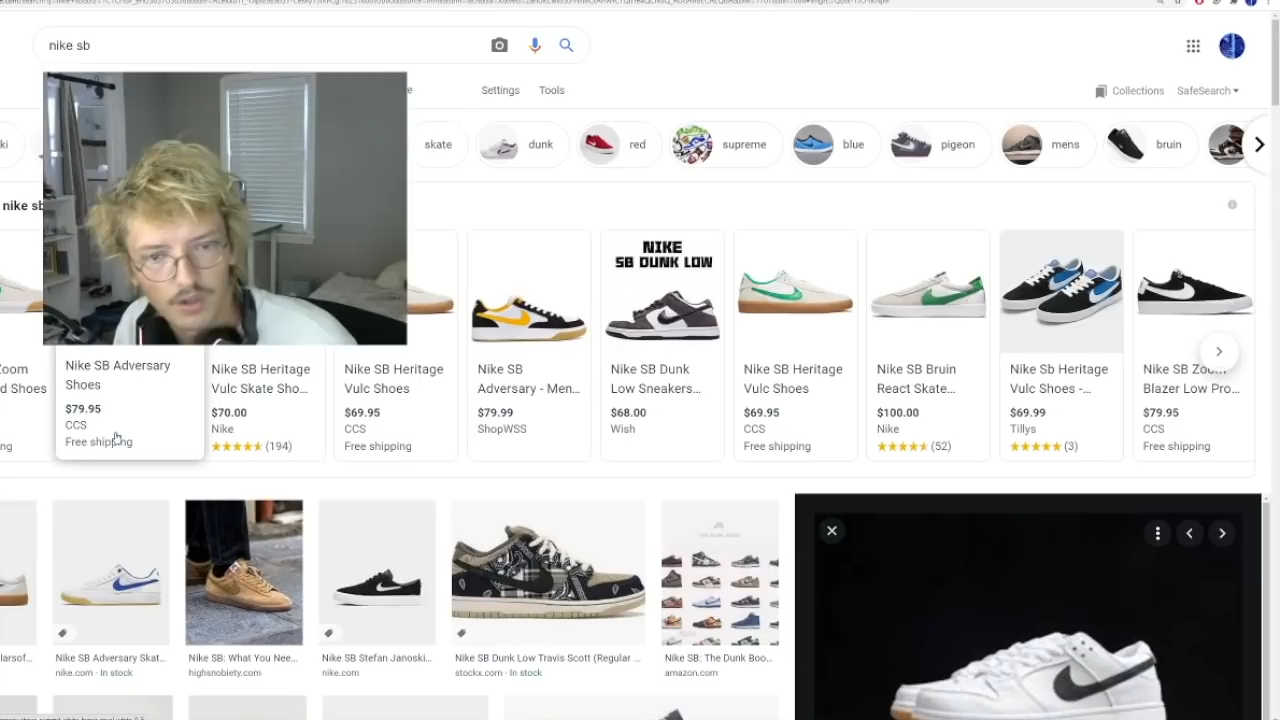 nike sb
Settings
Tools
Collections
SafeSearch
ki
skate
dunk
red
supreme
blue
pigeon
mens
bruin
nike sb
NIKE
SB DUNK LOW
Zoom
d Shoes
ng
Nike SB Adversary
Shoes
$79.95
CCS
Free shipping
Nike SB Heritage
Vulc Skate Sho...
$70.00
Nike
(194)
Nike SB Heritage
Vulc Shoes
$69.95
CCS
Free shipping
Nike SB
Adversary - Men...
$79.99
ShopWSS
Nike SB Dunk
Low Sneakers...
$68.00
Wish
Nike SB Heritage
Vulc Shoes
$69.95
CCS
Free shipping
Nike SB Bruin
React Skate...
$100.00
Nike
(52)
Nike Sb Heritage
Vulc Shoes -...
$69.99
Tillys
(3)
Nike SB Zoom
Blazer Low Pro...
$79.95
CCS
Free shipping
larsof...
Nike SB Adversary Skat...
nike.com · In stock
Nike SB: What You Nee...
highsnobiety.com
Nike SB Stefan Janoski...
nike.com
Nike SB Dunk Low Travis Scott (Regular ...
stockx.com · In stock
Nike SB: The Dunk Boo...
amazon.com